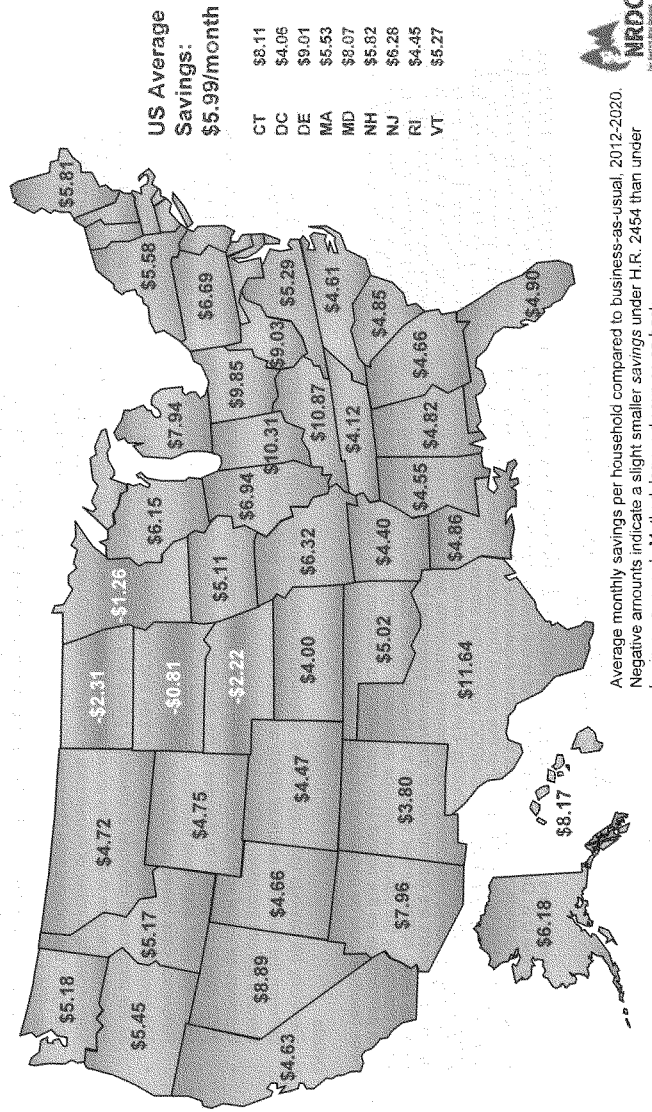 US Average
Savings:
$5.99/month
CT $8.11
DC $4.06
DE $9.01
MA $5.53
MD $8.07
NH $5.82
NJ $6.28
RI $4.45
VT $5.27
$5.18
$4.72
-$2.31
-$1.26
$5.81
$5.45
$5.17
-$0.81
$6.15
$7.94
$5.58
$4.75
-$2.22
$5.11
$6.94
$10.31
$9.85
$6.69
$8.89
$4.66
$4.47
$4.00
$6.32
$10.87
$9.03
$5.29
$4.63
$7.96
$3.80
$5.02
$4.40
$4.12
$4.61
$11.64
$4.86
$4.55
$4.82
$4.66
$4.85
$4.90
$6.18
$8.17
Average monthly savings per household compared to business-as-usual, 2012-2020.
Negative amounts indicate a slight smaller savings under H.R. 2454 than under
NRDC